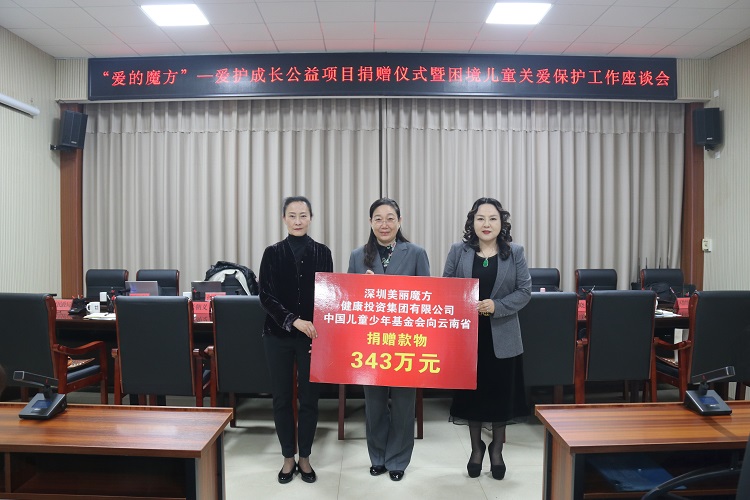 “爱的魔方”—爱护成长公益项目捐赠仪式暨困境儿童关爱保护工作座谈会
深圳美丽魔方
健康投资集团有限公司
中国儿童少年基金会向云南省
捐赠款物
343万元